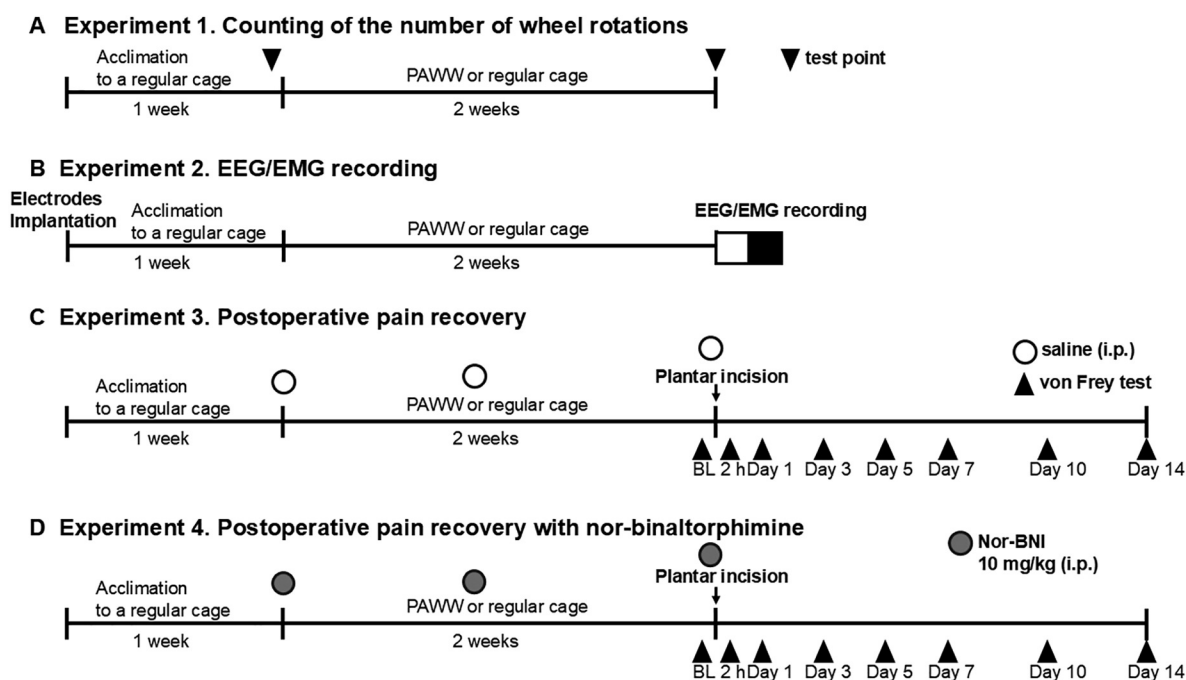 A Experiment 1. Counting of the number of wheel rotations
Acclimation
to a regular cage
1 week
PAWW or regular cage
2 weeks
test point
B Experiment 2. EEG/EMG recording
Electrodes
Implantation
Acclimation
to a regular cage
1 week
PAWW or regular cage
2 weeks
EEG/EMG recording
C Experiment 3. Postoperative pain recovery
saline (i.p.)
von Frey test
Acclimation
to a regular cage
1 week
PAWW or regular cage
2 weeks
Plantar incision
BL 2 h Day 1 Day 3 Day 5 Day 7 Day 10 Day 14
D Experiment 4. Postoperative pain recovery with nor-binaltorphimine
Nor-BNI
10 mg/kg (i.p.)
Acclimation
to a regular cage
1 week
PAWW or regular cage
2 weeks
Plantar incision
BL 2 h Day 1 Day 3 Day 5 Day 7 Day 10 Day 14